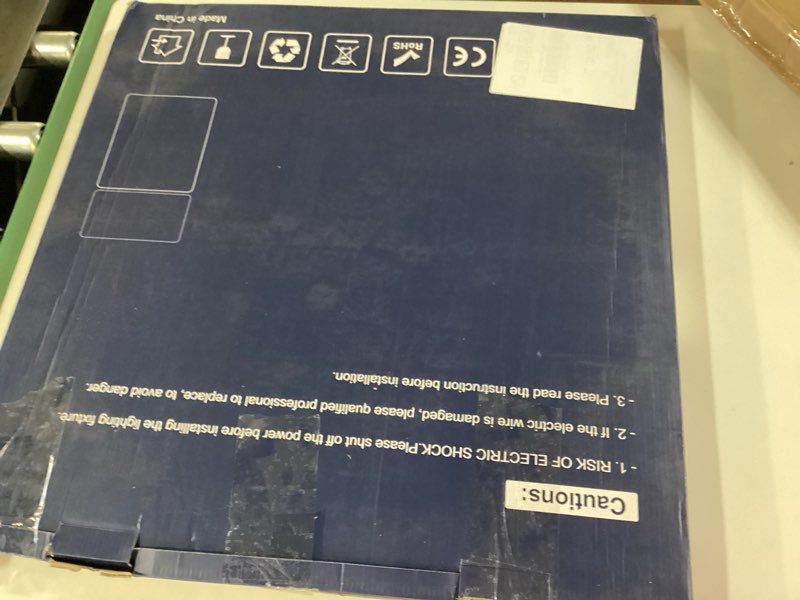 Cautions:
- 1. RISK OF ELECTRIC SHOCK.Please shut off the power before installing the lighting fixture.
- 2. If the electric wire is damaged, please qualified professional to replace, to avoid danger.
- 3. Please read the instruction before installation.
CE
RoHS
Made in China